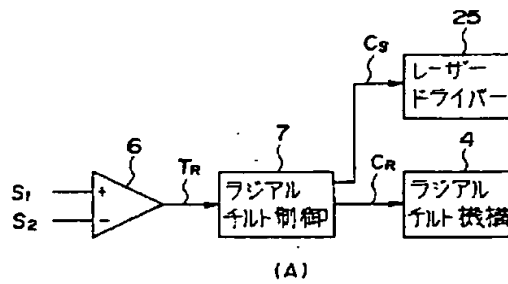 25
Cs
レーザー
ドライバー
6
TR
7
CR
4
S1
S2
+
-
ラジアル
チルト制御
ラジアル
チルト機構
(A)